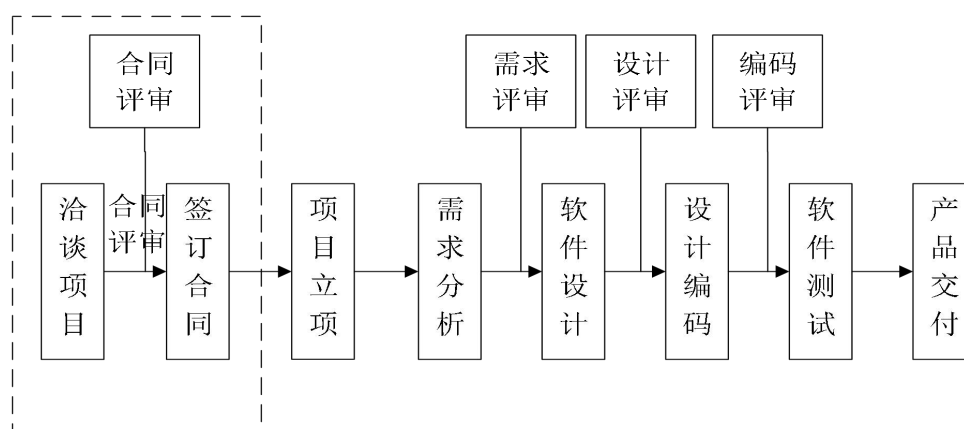 合同
评审
需求
评审
设计
评审
编码
评审
洽谈项目
合同
评审
签订合同
项目立项
需求分析
软件设计
设计编码
软件测试
产品交付